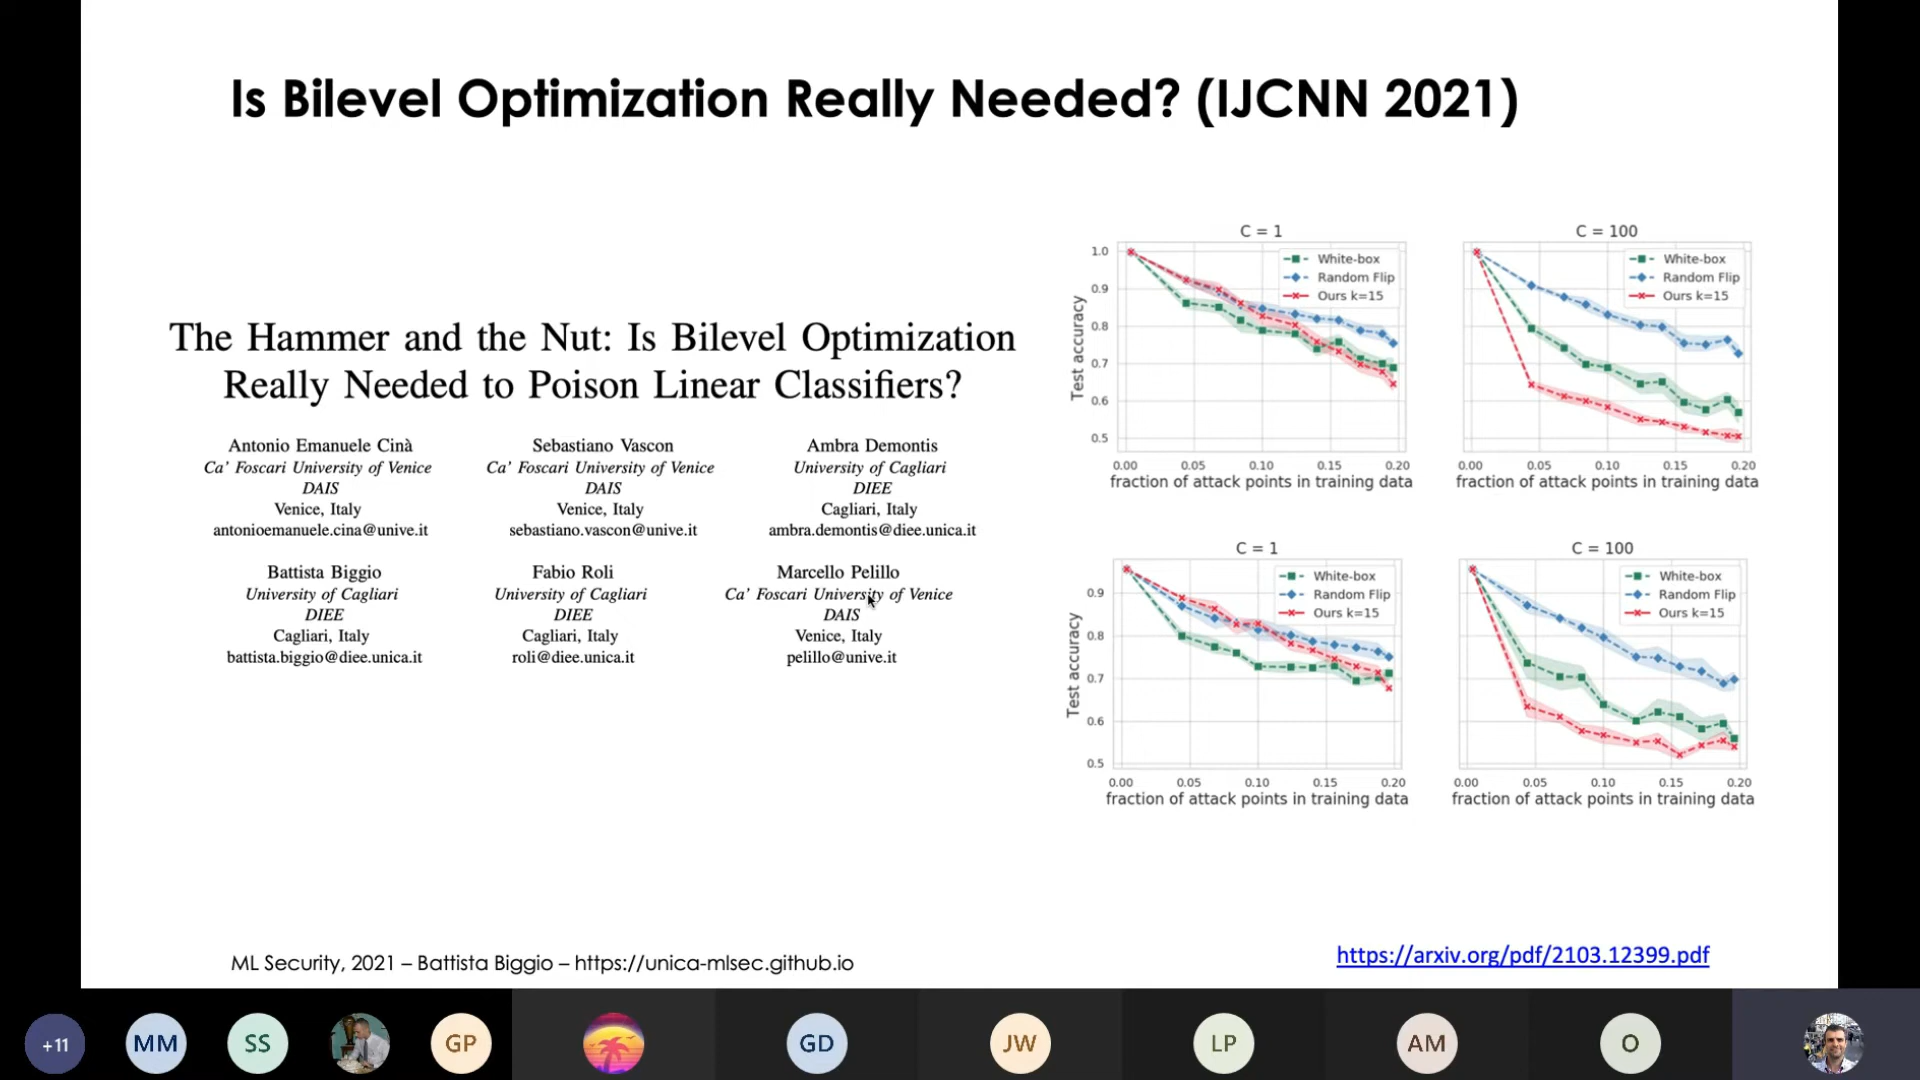 Is Bilevel Optimization Really Needed? (IJCNN 2021)
The Hammer and the Nut: Is Bilevel Optimization
Really Needed to Poison Linear Classifiers?
Antonio Emanuele Cinà
Ca' Foscari University of Venice
DAIS
Venice, Italy
antonioemanuele.cina@unive.it
Sebastiano Vascon
Ca' Foscari University of Venice
DAIS
Venice, Italy
sebastiano.vascon@unive.it
Ambra Demontis
University of Cagliari
DIEE
Cagliari, Italy
ambra.demontis@diee.unica.it
Battista Biggio
University of Cagliari
DIEE
Cagliari, Italy
battista.biggio@diee.unica.it
Fabio Roli
University of Cagliari
DIEE
Cagliari, Italy
roli@diee.unica.it
Marcello Pelillo
Ca' Foscari University of Venice
DAIS
Venice, Italy
pelillo@unive.it
C = 1
White-box
Random Flip
Ours k=15
Test accuracy
1.0
0.9
0.8
0.7
0.6
0.5
0.00 0.05 0.10 0.15 0.20
fraction of attack points in training data
C = 100
White-box
Random Flip
Ours k=15
0.00 0.05 0.10 0.15 0.20
fraction of attack points in training data
C = 1
White-box
Random Flip
Ours k=15
Test accuracy
0.9
0.8
0.7
0.6
0.5
0.00 0.05 0.10 0.15 0.20
fraction of attack points in training data
C = 100
White-box
Random Flip
Ours k=15
0.00 0.05 0.10 0.15 0.20
fraction of attack points in training data
ML Security, 2021 – Battista Biggio – https://unica-mlsec.github.io
https://arxiv.org/pdf/2103.12399.pdf
+11 MM SS GP GD JW LP AM O